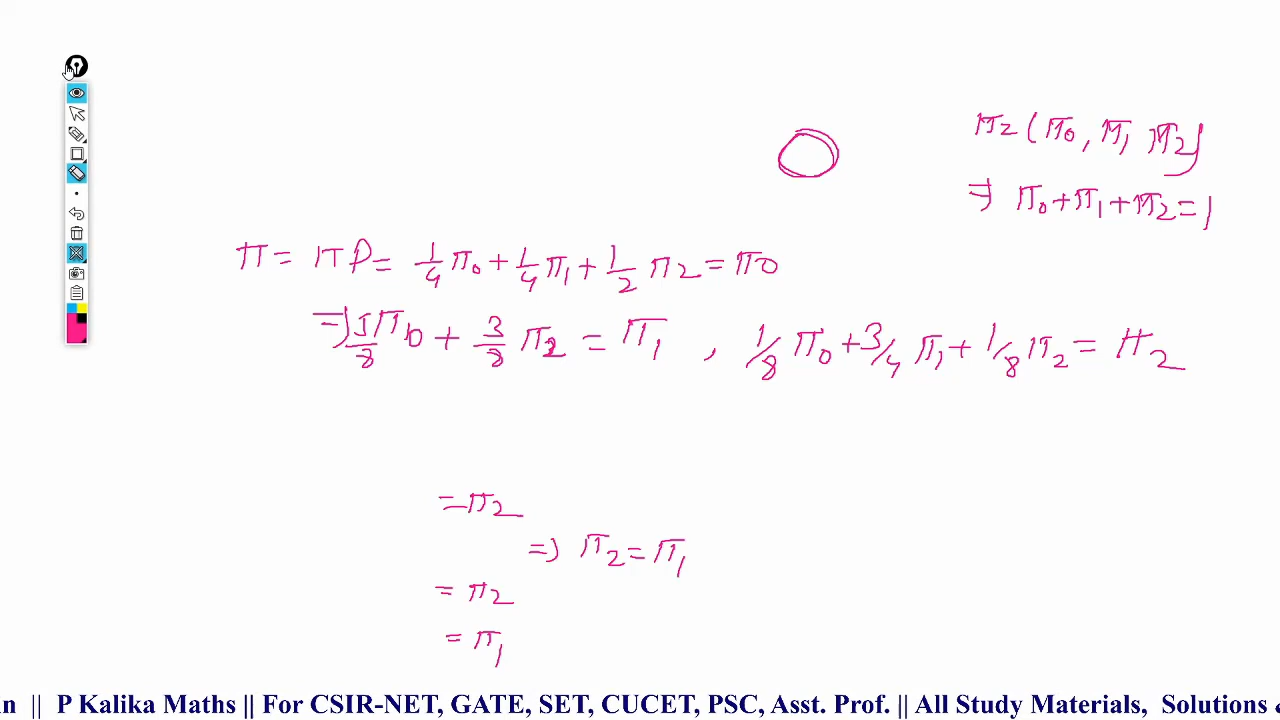 π = (π₀, π₁ π₂)
⇒ π₀+π₁+π₂=1
π = πP = 1/4 π₀ + 1/4 π₁ + 1/2 π₂ = π₀
⇒ 5/8 π₀ + 3/8 π₂ = π₁ , 1/8 π₀ + 3/4 π₁ + 1/8 π₂ = π₂
= π₂
⇒ π₂ = π₁
= π₂
= π₁
in || P Kalika Maths || For CSIR-NET, GATE, SET, CUCET, PSC, Asst. Prof. || All Study Materials, Solutions &